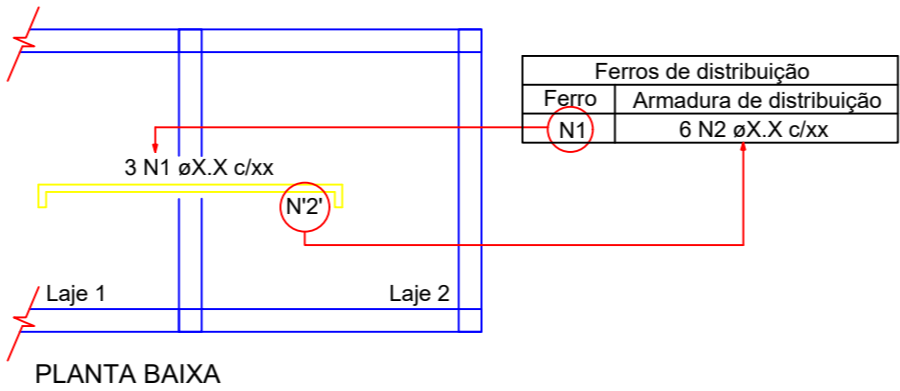 Ferros de distribuição
Ferro Armadura de distribuição
N1 6 N2 øX.X c/xx
3 N1 øX.X c/xx
N'2'
Laje 1 Laje 2
PLANTA BAIXA